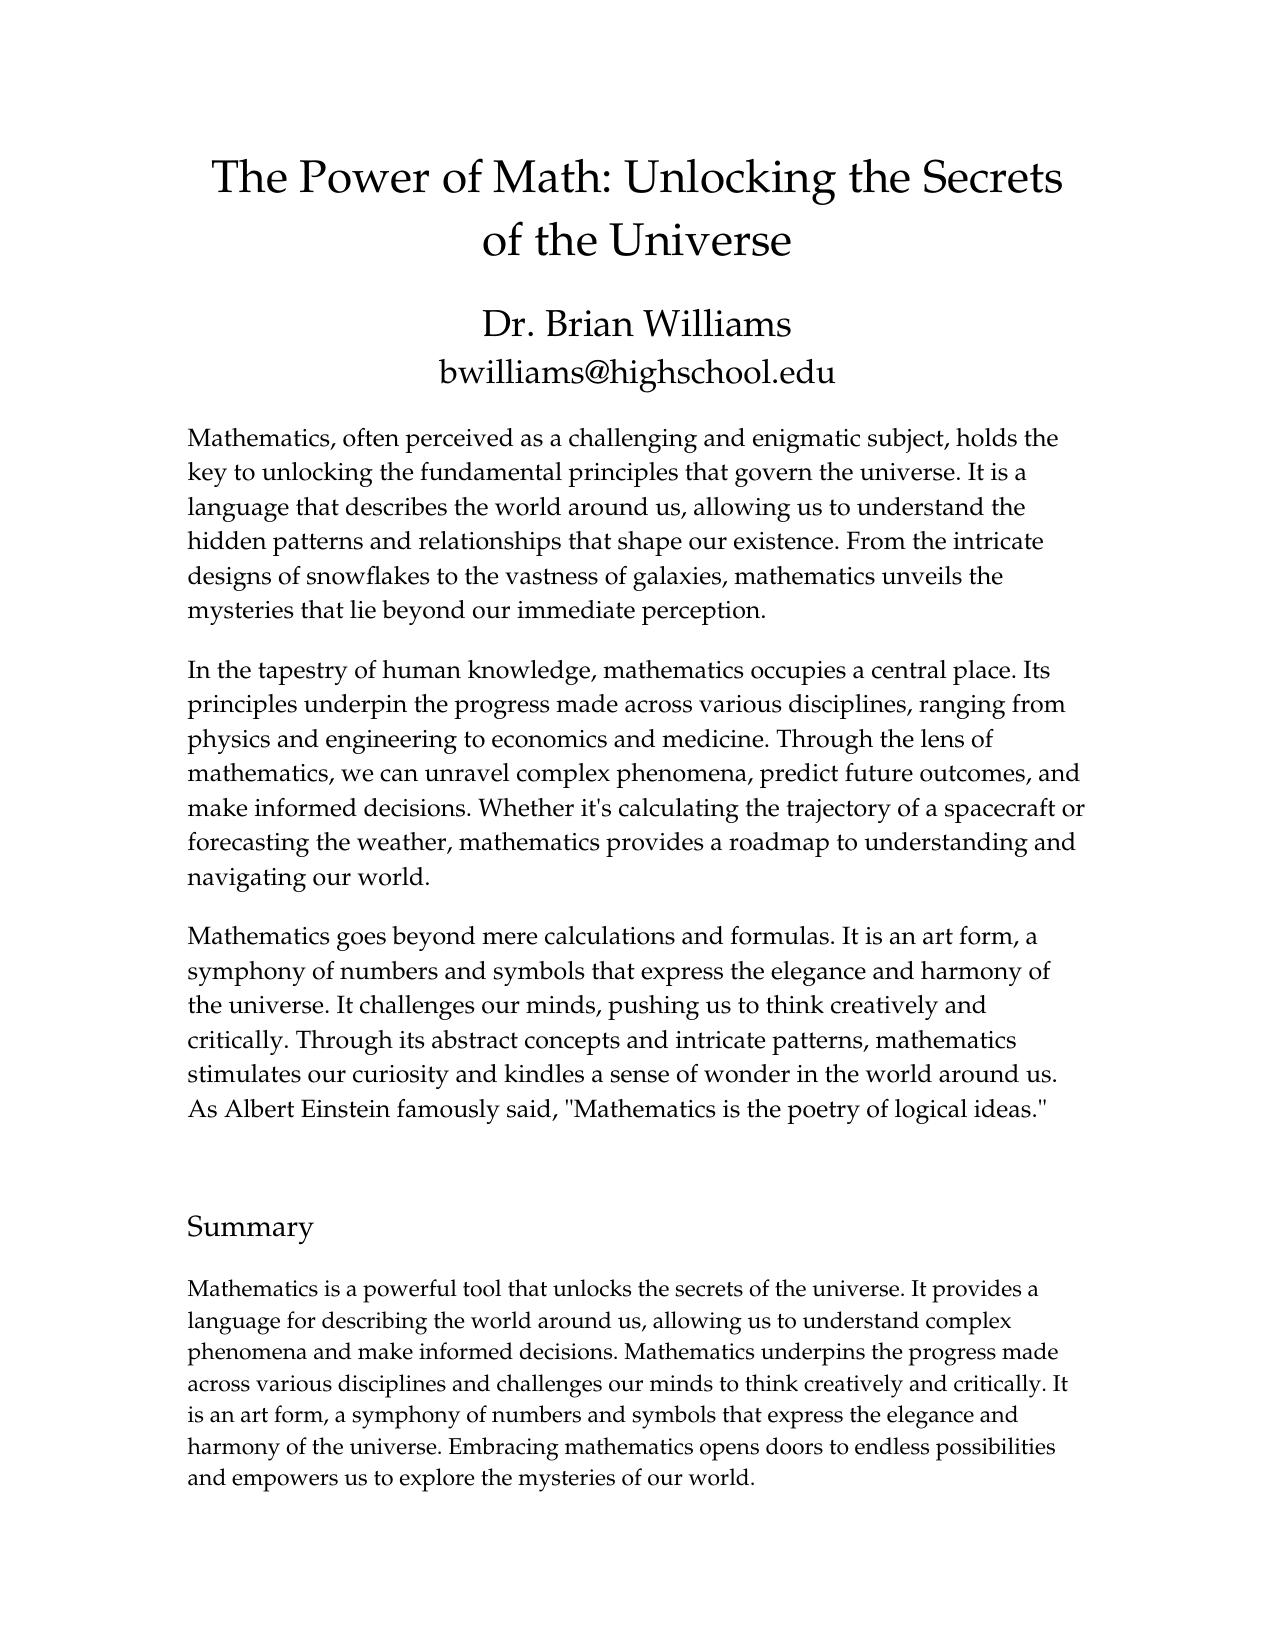 The Power of Math: Unlocking the Secrets
of the Universe
Dr. Brian Williams
bwilliams@highschool.edu
Mathematics, often perceived as a challenging and enigmatic subject, holds the
key to unlocking the fundamental principles that govern the universe. It is a
language that describes the world around us, allowing us to understand the
hidden patterns and relationships that shape our existence. From the intricate
designs of snowflakes to the vastness of galaxies, mathematics unveils the
mysteries that lie beyond our immediate perception.
In the tapestry of human knowledge, mathematics occupies a central place. Its
principles underpin the progress made across various disciplines, ranging from
physics and engineering to economics and medicine. Through the lens of
mathematics, we can unravel complex phenomena, predict future outcomes, and
make informed decisions. Whether it's calculating the trajectory of a spacecraft or
forecasting the weather, mathematics provides a roadmap to understanding and
navigating our world.
Mathematics goes beyond mere calculations and formulas. It is an art form, a
symphony of numbers and symbols that express the elegance and harmony of
the universe. It challenges our minds, pushing us to think creatively and
critically. Through its abstract concepts and intricate patterns, mathematics
stimulates our curiosity and kindles a sense of wonder in the world around us.
As Albert Einstein famously said, "Mathematics is the poetry of logical ideas."
Summary
Mathematics is a powerful tool that unlocks the secrets of the universe. It provides a
language for describing the world around us, allowing us to understand complex
phenomena and make informed decisions. Mathematics underpins the progress made
across various disciplines and challenges our minds to think creatively and critically. It
is an art form, a symphony of numbers and symbols that express the elegance and
harmony of the universe. Embracing mathematics opens doors to endless possibilities
and empowers us to explore the mysteries of our world.